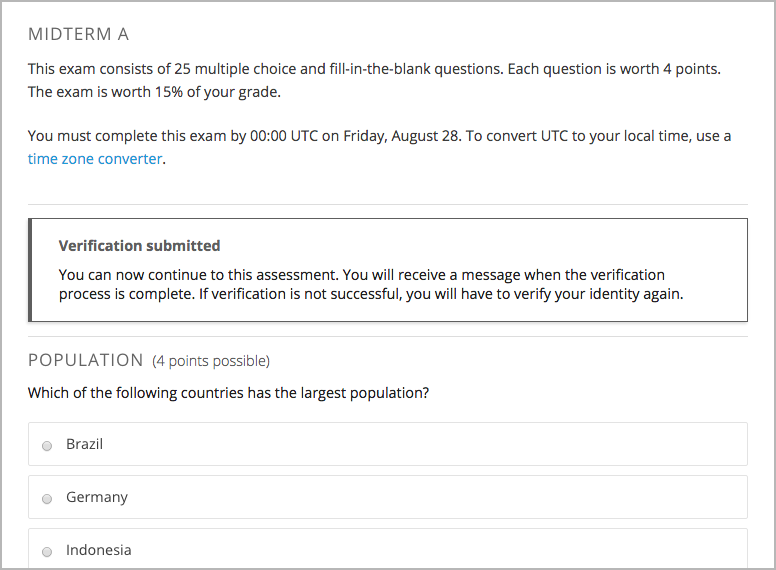 MIDTERM A
This exam consists of 25 multiple choice and fill-in-the-blank questions. Each question is worth 4 points.
The exam is worth 15% of your grade.
You must complete this exam by 00:00 UTC on Friday, August 28. To convert UTC to your local time, use a
time zone converter.
Verification submitted
You can now continue to this assessment. You will receive a message when the verification
process is complete. If verification is not successful, you will have to verify your identity again.
POPULATION (4 points possible)
Which of the following countries has the largest population?
Brazil
Germany
Indonesia